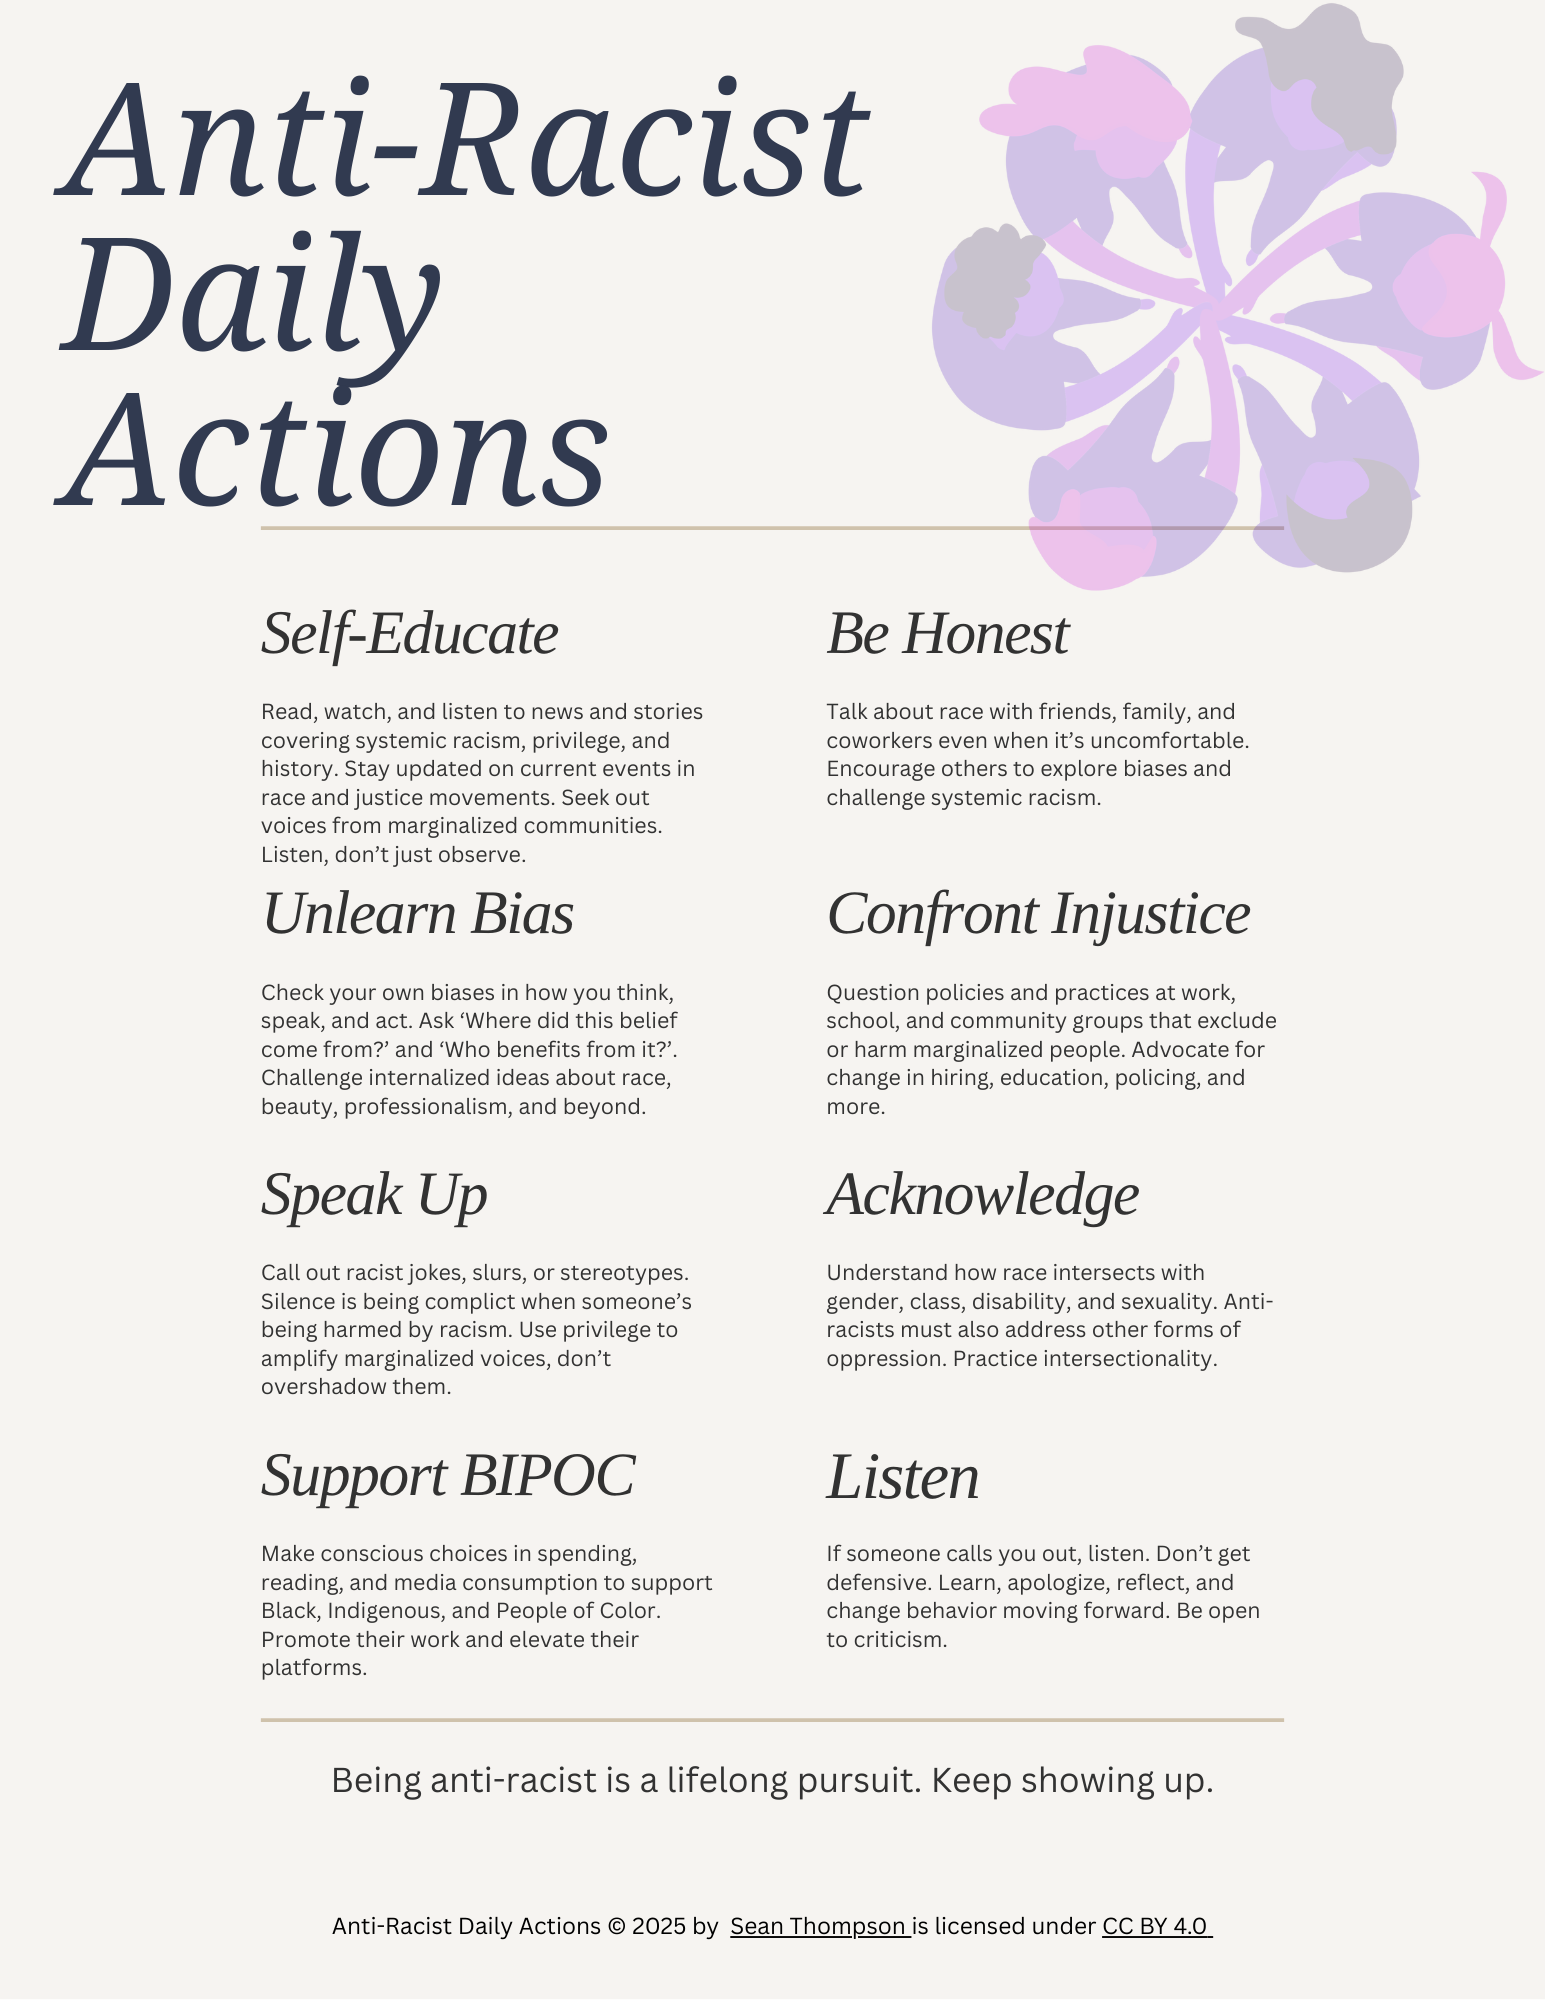 Anti-Racist
Daily
Actions
Self-Educate
Read, watch, and listen to news and stories
covering systemic racism, privilege, and
history. Stay updated on current events in
race and justice movements. Seek out
voices from marginalized communities.
Listen, don’t just observe.
Be Honest
Talk about race with friends, family, and
coworkers even when it’s uncomfortable.
Encourage others to explore biases and
challenge systemic racism.
Unlearn Bias
Check your own biases in how you think,
speak, and act. Ask ‘Where did this belief
come from?’ and ‘Who benefits from it?’.
Challenge internalized ideas about race,
beauty, professionalism, and beyond.
Confront Injustice
Question policies and practices at work,
school, and community groups that exclude
or harm marginalized people. Advocate for
change in hiring, education, policing, and
more.
Speak Up
Call out racist jokes, slurs, or stereotypes.
Silence is being complict when someone’s
being harmed by racism. Use privilege to
amplify marginalized voices, don’t
overshadow them.
Acknowledge
Understand how race intersects with
gender, class, disability, and sexuality. Anti-
racists must also address other forms of
oppression. Practice intersectionality.
Support BIPOC
Make conscious choices in spending,
reading, and media consumption to support
Black, Indigenous, and People of Color.
Promote their work and elevate their
platforms.
Listen
If someone calls you out, listen. Don’t get
defensive. Learn, apologize, reflect, and
change behavior moving forward. Be open
to criticism.
Being anti-racist is a lifelong pursuit. Keep showing up.
Anti-Racist Daily Actions © 2025 by Sean Thompson is licensed under CC BY 4.0